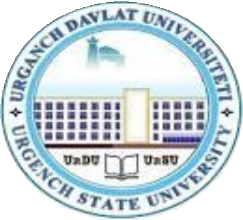 URGANCH DAVLAT UNIVERSITETI
UrDU UrSU
URGENCH STATE UNIVERSITY